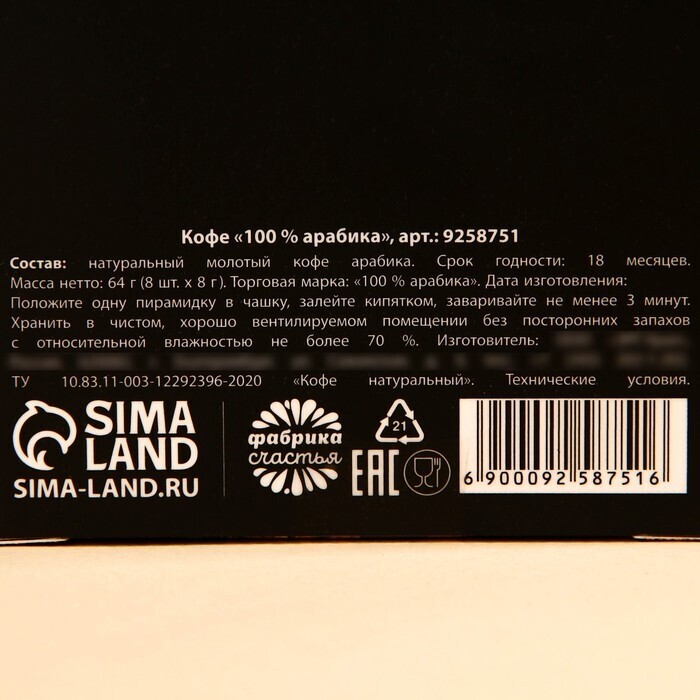 Кофе «100 % арабика», арт.: 9258751
Состав: натуральный молотый кофе арабика. Срок годности: 18 месяцев.
Масса нетто: 64 г (8 шт. x 8 г). Торговая марка: «100 % арабика». Дата изготовления:
Положите одну пирамидку в чашку, залейте кипятком, заваривайте не менее 3 минут.
Хранить в чистом, хорошо вентилируемом помещении без посторонних запахов
с относительной влажностью не более 70 %. Изготовитель:
ТУ 10.83.11-003-12292396-2020 «Кофе натуральный». Технические условия.
SIMA
LAND
SIMA-LAND.RU
фабрика
счастья
21
EAC
6 900092 587516